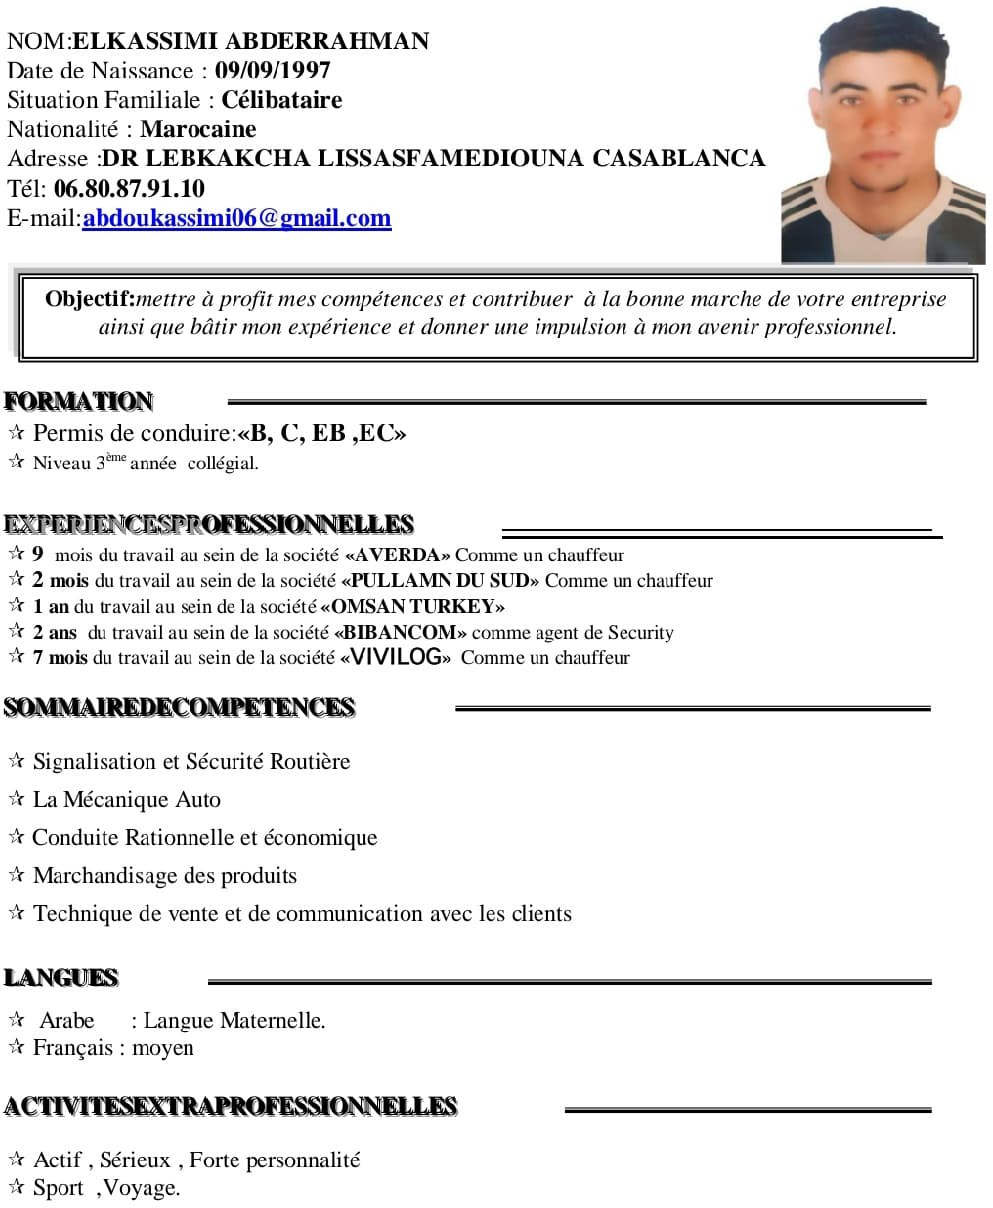 NOM:ELKASSIMI ABDERRAHMAN
Date de Naissance : 09/09/1997
Situation Familiale : Célibataire
Nationalité : Marocaine
Adresse :DR LEBKAKCHA LISSASFAMEDIOUNA CASABLANCA
Tél: 06.80.87.91.10
E-mail:abdoukassimi06@gmail.com
Objectif:mettre à profit mes compétences et contribuer à la bonne marche de votre entreprise
ainsi que bâtir mon expérience et donner une impulsion à mon avenir professionnel.
FORMATION
☆ Permis de conduire:«B, C, EB ,EC»
☆ Niveau 3ème année collégial.
EXPERIENCESPROFESSIONNELLES
☆ 9 mois du travail au sein de la société «AVERDA» Comme un chauffeur
☆ 2 mois du travail au sein de la société «PULLAMN DU SUD» Comme un chauffeur
☆ 1 an du travail au sein de la société «OMSAN TURKEY»
☆ 2 ans du travail au sein de la société «BIBANCOM» comme agent de Security
☆ 7 mois du travail au sein de la société «VIVILOG» Comme un chauffeur
SOMMAIREDECOMPETENCES
☆ Signalisation et Sécurité Routière
☆ La Mécanique Auto
☆ Conduite Rationnelle et économique
☆ Marchandisage des produits
☆ Technique de vente et de communication avec les clients
LANGUES
☆ Arabe : Langue Maternelle.
☆ Français : moyen
ACTIVITESEXTRAPROFESSIONNELLES
☆ Actif , Sérieux , Forte personnalité
☆ Sport ,Voyage.